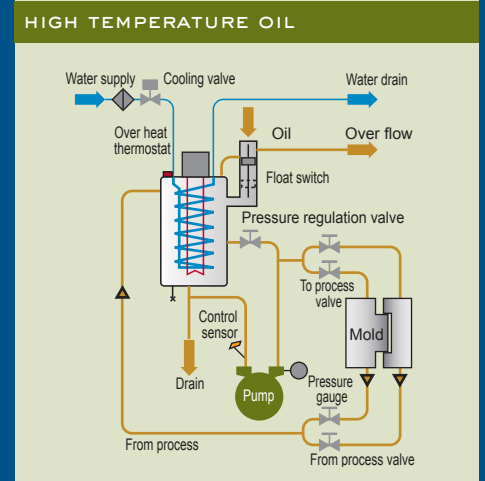 HIGH TEMPERATURE OIL
Water supply
Cooling valve
Water drain
Over heat
thermostat
Oil
Over flow
Float switch
Pressure regulation valve
To process
valve
Control
sensor
Mold
Drain
Pump
Pressure
gauge
From process
From process valve